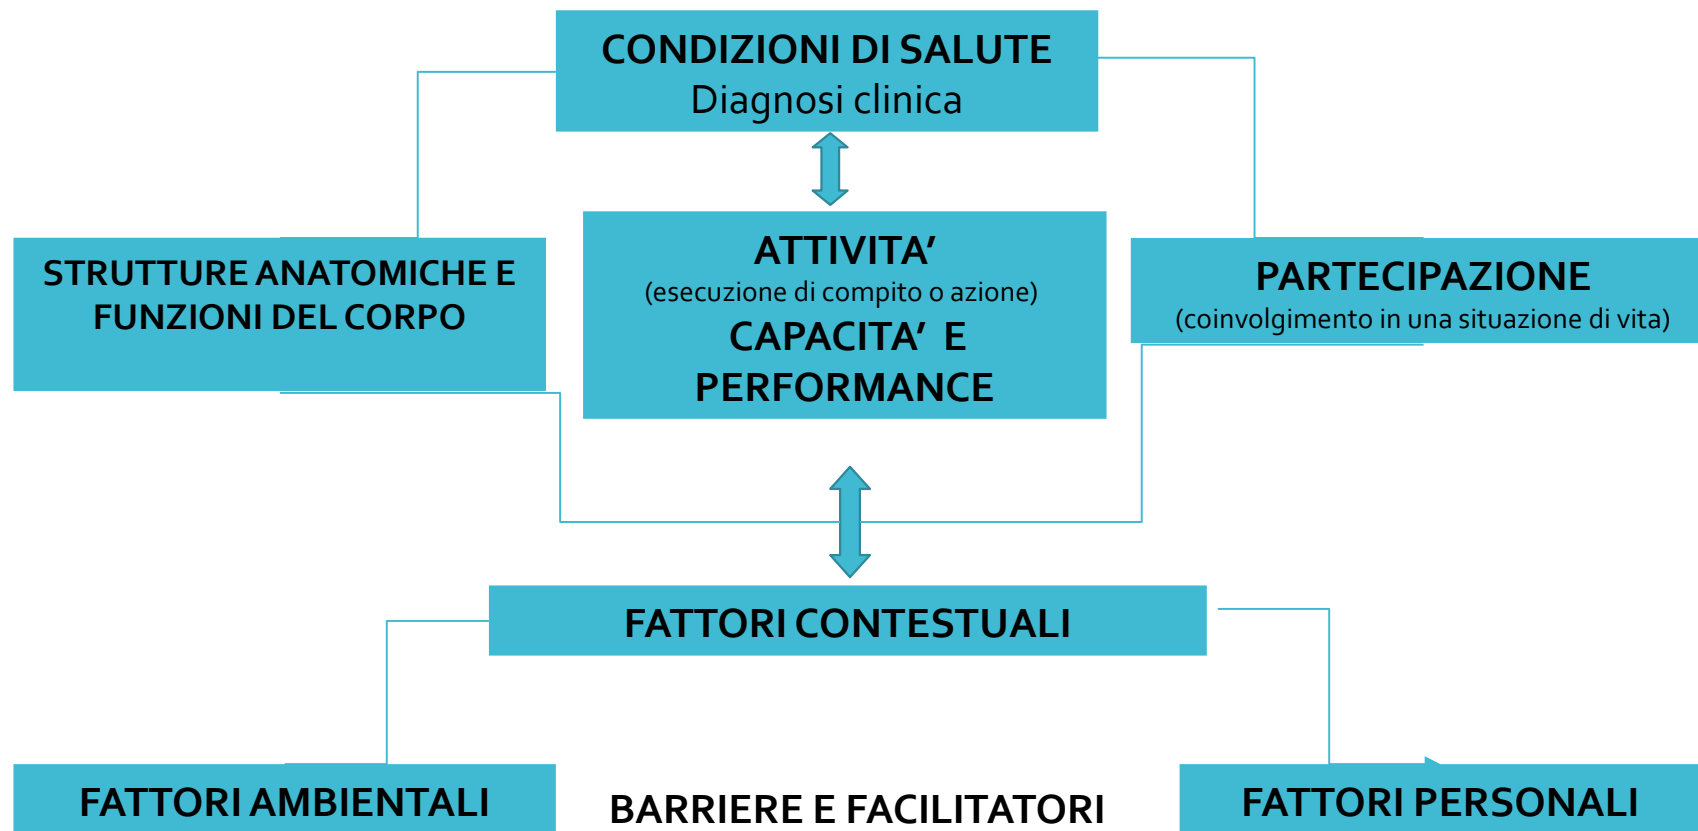 CONDIZIONI DI SALUTE
Diagnosi clinica
STRUTTURE ANATOMICHE E
FUNZIONI DEL CORPO
ATTIVITA’
(esecuzione di compito o azione)
CAPACITA’ E
PERFORMANCE
PARTECIPAZIONE
(coinvolgimento in una situazione di vita)
FATTORI CONTESTUALI
FATTORI AMBIENTALI
BARRIERE E FACILITATORI
FATTORI PERSONALI